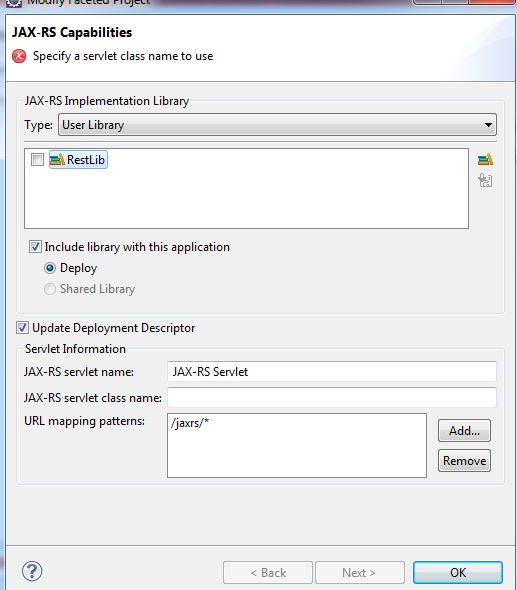 Modify Faceted Project
JAX-RS Capabilities
Specify a servlet class name to use
JAX-RS Implementation Library
Type: User Library
RestLib
Include library with this application
Deploy
Shared Library
Update Deployment Descriptor
Servlet Information
JAX-RS servlet name: JAX-RS Servlet
JAX-RS servlet class name:
URL mapping patterns: /jaxrs/*
Add...
Remove
? < Back Next > OK